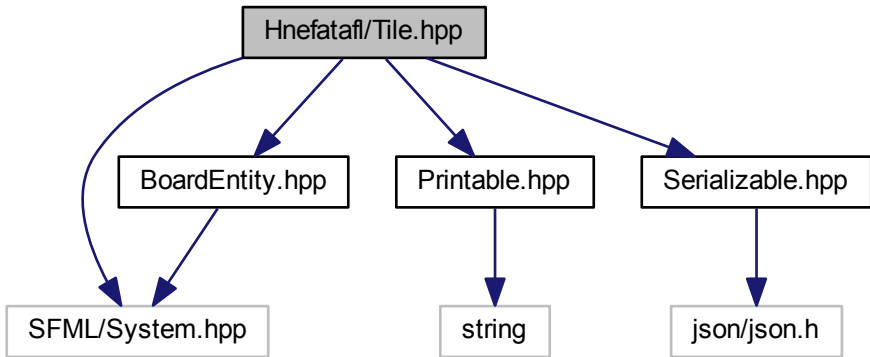 Hnefatafl/Tile.hpp
BoardEntity.hpp
Printable.hpp
Serializable.hpp
SFML/System.hpp
string
json/json.h